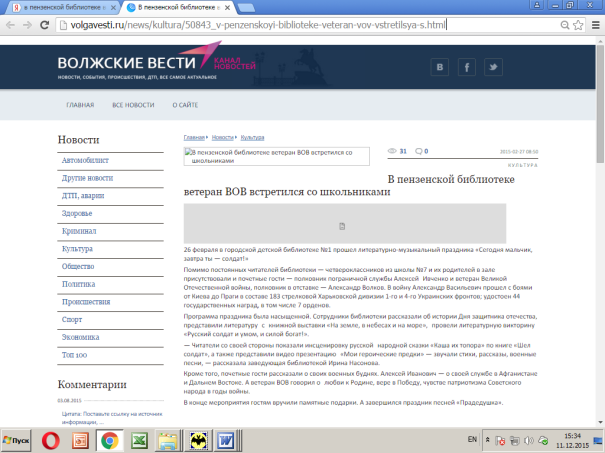 в пензенской библиотеке в
В пензенской библиотеке в
volgavesti.ru/news/kultura/50843_v-penzenskoyi-biblioteke-veteran-vov-vstretilsya-s.html
ВОЛЖСКИЕ ВЕСТИ
КАНАЛ
НОВОСТЕЙ
НОВОСТИ, СОБЫТИЯ, ПРОИСШЕСТВИЯ, ДТП, ВСЕ САМОЕ АКТУАЛЬНОЕ
ГЛАВНАЯ ВСЕ НОВОСТИ О САЙТЕ
Новости
Автомобилист
Другие новости
ДТП, аварии
Здоровье
Криминал
Культура
Общество
Политика
Происшествия
Спорт
Экономика
Топ 100
Комментарии
03.08.2015
Цитата: Поставьте ссылку на источник
информации, ...
Главная Новости Культура
В пензенской библиотеке ветеран ВОВ встретился со
школьниками
31 0 2015-02-27 08:50
КУЛЬТУРА
В пензенской библиотеке
ветеран ВОВ встретился со школьниками
26 февраля в городской детской библиотеке №1 прошел литературно-музыкальный праздника «Сегодня мальчик,
завтра ты — солдат!»
Помимо постоянных читателей библиотеки — четвероклассников из школы №7 и их родителей в зале
присутствовали и почетные гости — полковник пограничной службы Алексей Ивченко и ветеран Великой
Отечественной войны, полковник в отставке — Александр Волков. В войну Александр Васильевич прошел с боями
от Киева до Праги в составе 183 стрелковой Харьковской дивизии 1-го и 4-го Украинских фронтов; удостоен 44
государственных наград, в том числе 7 орденов.
Программа праздника была насыщенной. Сотрудники библиотеки рассказали об истории Дня защитника отечества,
представили литературу с книжной выставки «На земле, в небесах и на море», провели литературную викторину
«Русский солдат и умом, и силой богат!».
— Читатели со своей стороны показали инсценировку русской народной сказки «Каша их топора» по книге «Шел
солдат», а также представили видео презентацию «Мои героические предки» — звучали стихи, рассказы, военные
песни, — рассказала заведующая библиотекой Ирина Насонова.
Кроме того, почетные гости рассказали о своих военных буднях. Алексей Иванович — о своей службе в Афганистане
и Дальнем Востоке. А ветеран ВОВ говорил о любви к Родине, вере в Победу, чувстве патриотизма Советского
народа в годы войны.
В конце мероприятия гостям вручили памятные подарки. А завершился праздник песней «Прадедушка».
Пуск
EN
15:34
11.12.2015